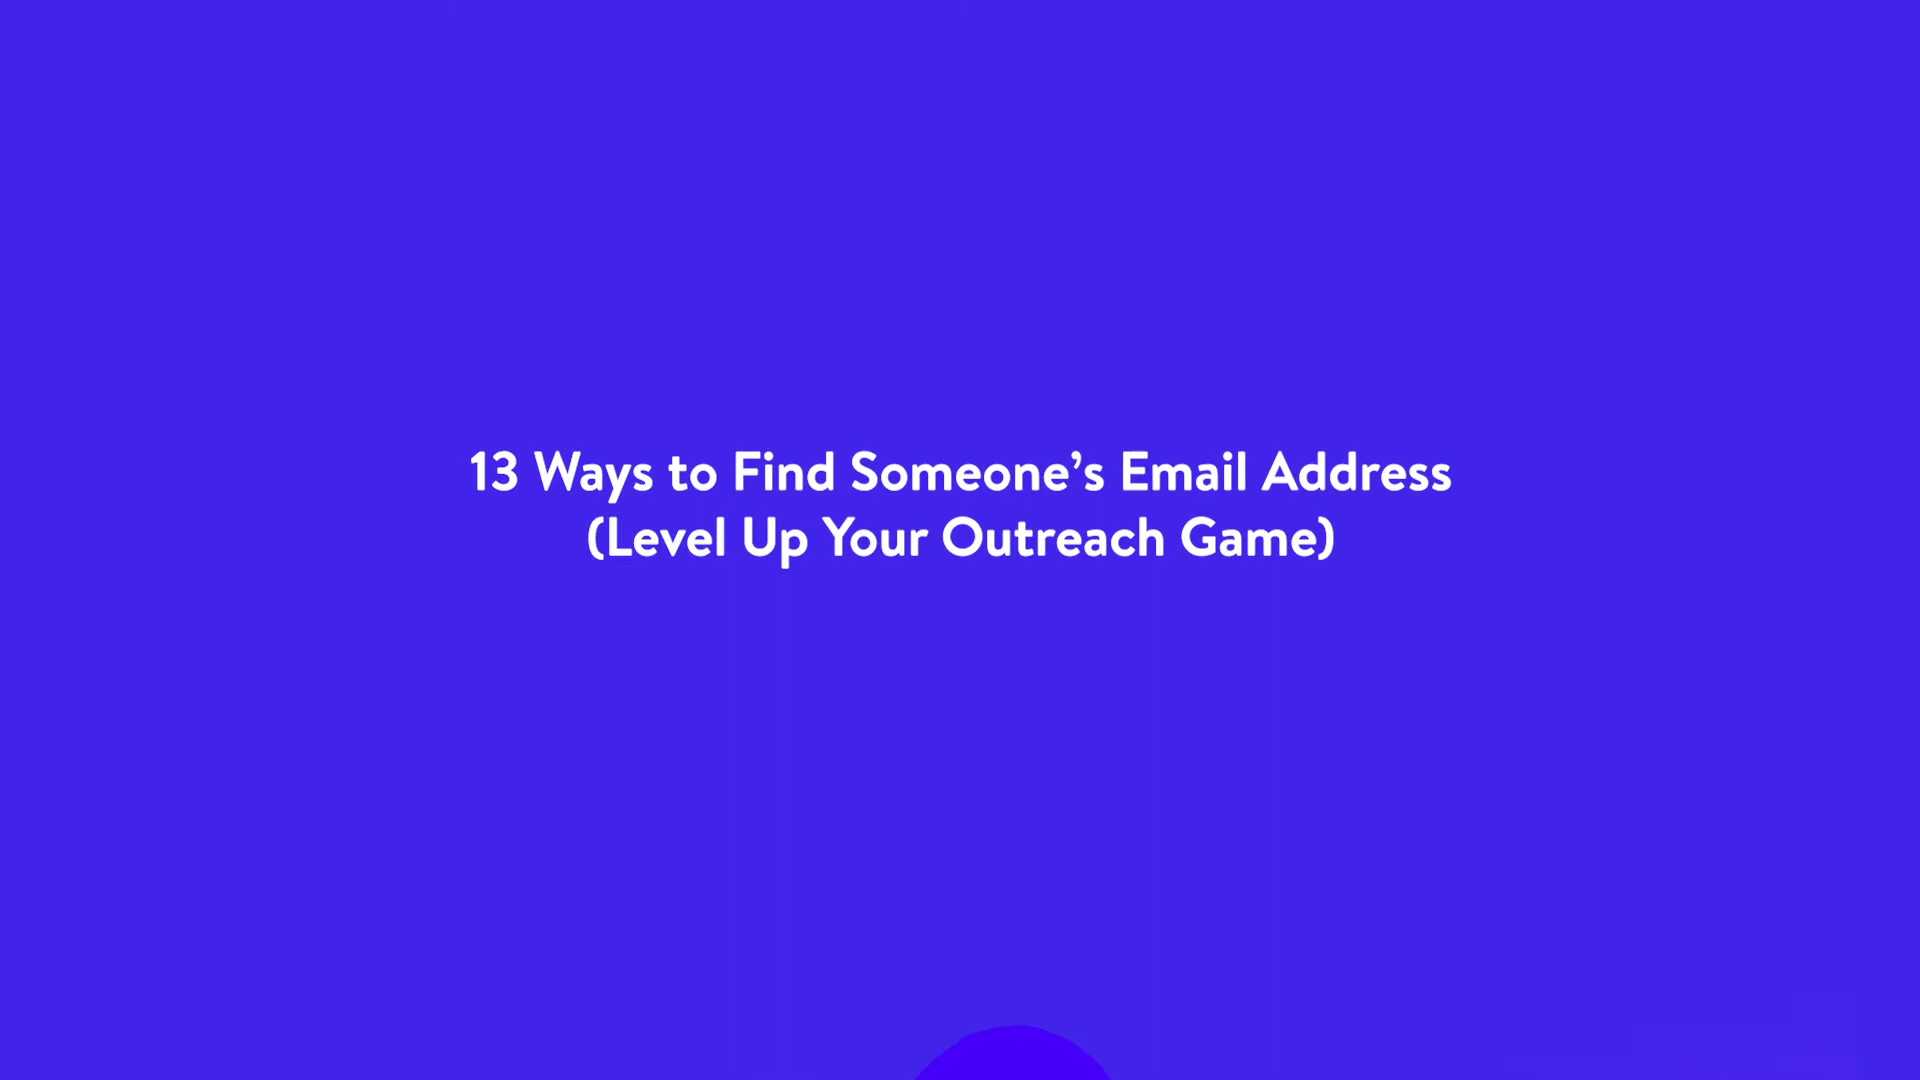 13 Ways to Find Someone’s Email Address
(Level Up Your Outreach Game)